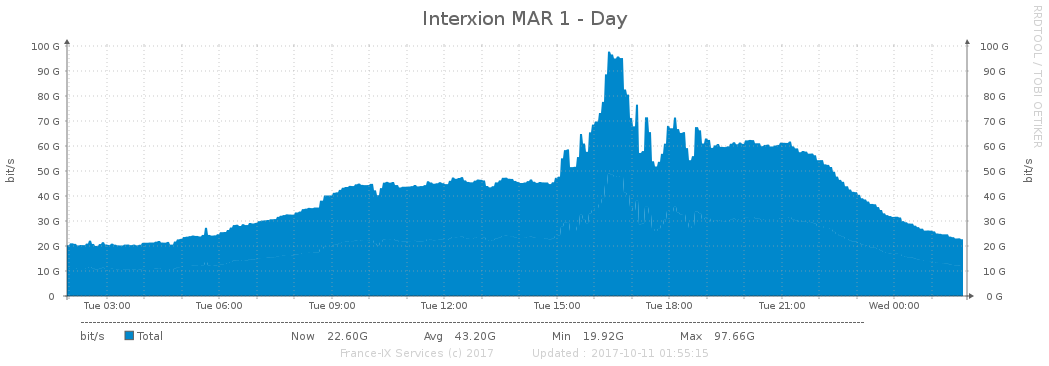 Interxion MAR 1 - Day
RRDTOOL / TOBI OETIKER
100 G 100 G
90 G 90 G
80 G 80 G
70 G 70 G
60 G 60 G
50 G 50 G
40 G 40 G
30 G 30 G
20 G 20 G
10 G 10 G
0 0 G
bit/s bit/s
Tue 03:00 Tue 06:00 Tue 09:00 Tue 12:00 Tue 15:00 Tue 18:00 Tue 21:00 Wed 00:00
bit/s Total Now 22.60G Avg 43.20G Min 19.92G Max 97.66G
France-IX Services (c) 2017 Updated : 2017-10-11 01:55:15